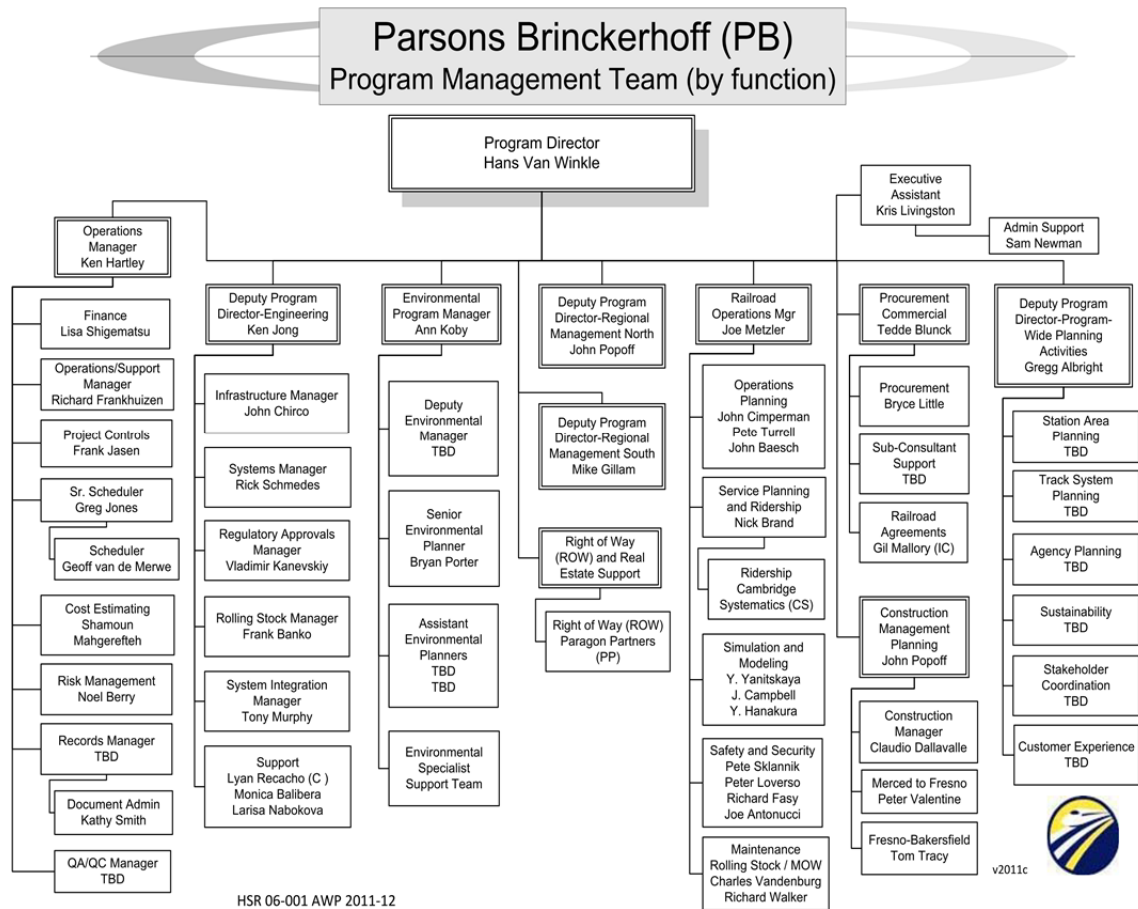 Parsons Brinckerhoff (PB)
Program Management Team (by function)
Program Director
Hans Van Winkle
Executive
Assistant
Kris Livingston
Admin Support
Sam Newman
Operations
Manager
Ken Hartley
Finance
Lisa Shigematsu
Operations/Support
Manager
Richard Frankhuizen
Project Controls
Frank Jasen
Sr. Scheduler
Greg Jones
Scheduler
Geoff van de Merwe
Cost Estimating
Shamoun
Mahgerefteh
Risk Management
Noel Berry
Records Manager
TBD
Document Admin
Kathy Smith
QA/QC Manager
TBD
Deputy Program
Director-Engineering
Ken Jong
Infrastructure Manager
John Chirco
Systems Manager
Rick Schmedes
Regulatory Approvals
Manager
Vladimir Kanevskiy
Rolling Stock Manager
Frank Banko
System Integration
Manager
Tony Murphy
Support
Lyan Recacho (C )
Monica Balibera
Larisa Nabokova
Environmental
Program Manager
Ann Koby
Deputy
Environmental
Manager
TBD
Senior
Environmental
Planner
Bryan Porter
Assistant
Environmental
Planners
TBD
TBD
Environmental
Specialist
Support Team
Deputy Program
Director-Regional
Management North
John Popoff
Deputy Program
Director-Regional
Management South
Mike Gillam
Right of Way
(ROW) and Real
Estate Support
Right of Way (ROW)
Paragon Partners
(PP)
Railroad
Operations Mgr
Joe Metzler
Operations
Planning
John Cimperman
Pete Turrell
John Baesch
Service Planning
and Ridership
Nick Brand
Ridership
Cambridge
Systematics (CS)
Simulation and
Modeling
Y. Yanitskaya
J. Campbell
Y. Hanakura
Safety and Security
Pete Sklannik
Peter Loverso
Richard Fasy
Joe Antonucci
Maintenance
Rolling Stock / MOW
Charles Vandenburg
Richard Walker
Procurement
Commercial
Tedde Blunck
Procurement
Bryce Little
Sub-Consultant
Support
TBD
Railroad
Agreements
Gil Mallory (IC)
Construction
Management
Planning
John Popoff
Construction
Manager
Claudio Dallavalle
Merced to Fresno
Peter Valentine
Fresno-Bakersfield
Tom Tracy
Deputy Program
Director-Program-
Wide Planning
Activities
Gregg Albright
Station Area
Planning
TBD
Track System
Planning
TBD
Agency Planning
TBD
Sustainability
TBD
Stakeholder
Coordination
TBD
Customer Experience
TBD
v2011c
HSR 06-001 AWP 2011-12